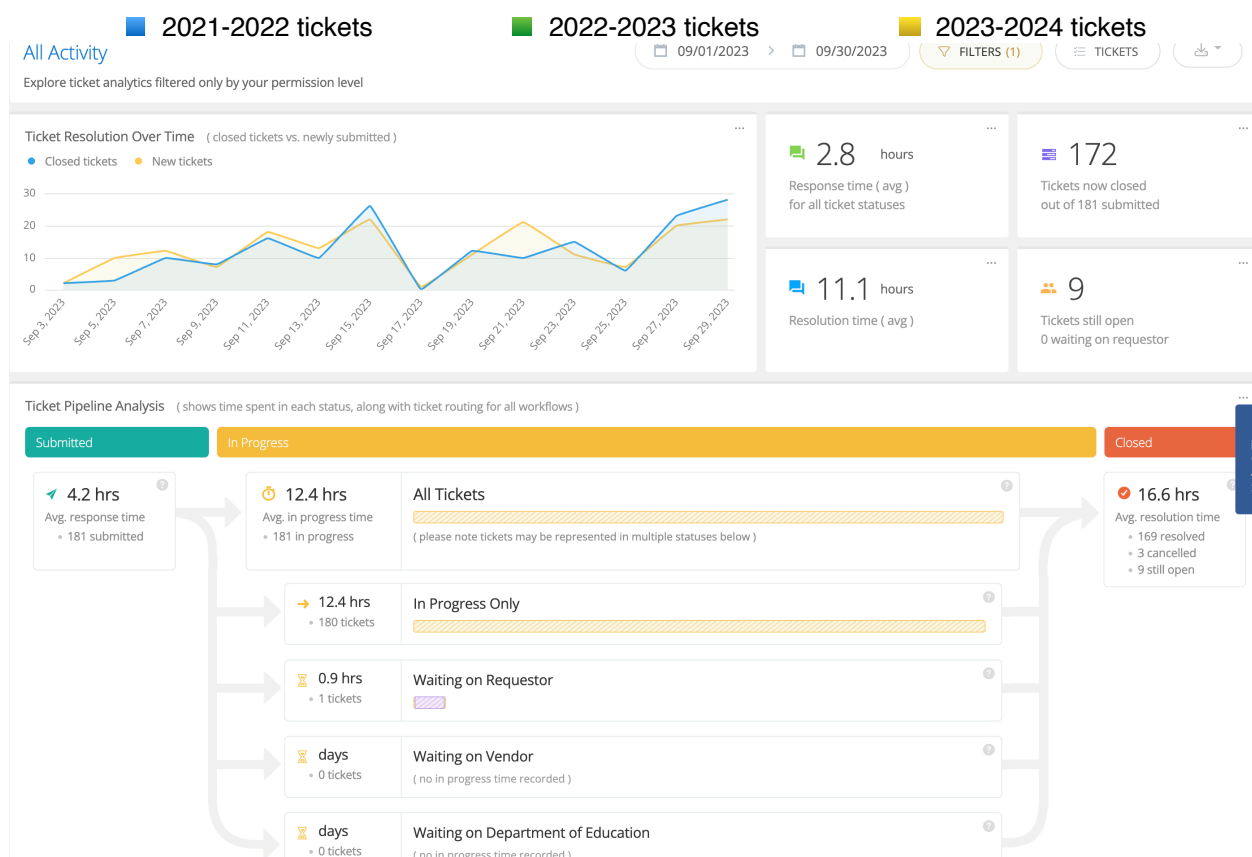 2021-2022 tickets 2022-2023 tickets 2023-2024 tickets
All Activity
09/01/2023 > 09/30/2023 FILTERS (1) TICKETS
Explore ticket analytics filtered only by your permission level
Ticket Resolution Over Time ( closed tickets vs. newly submitted )
Closed tickets New tickets
30
20
10
0
Sep 3, 2023 Sep 5, 2023 Sep 7, 2023 Sep 9, 2023 Sep 11, 2023 Sep 13, 2023 Sep 15, 2023 Sep 17, 2023 Sep 19, 2023 Sep 21, 2023 Sep 23, 2023 Sep 25, 2023 Sep 27, 2023 Sep 29, 2023
2.8 hours
Response time ( avg )
for all ticket statuses
172
Tickets now closed
out of 181 submitted
11.1 hours
Resolution time ( avg )
9
Tickets still open
0 waiting on requestor
Ticket Pipeline Analysis ( shows time spent in each status, along with ticket routing for all workflows )
Submitted
In Progress
Closed
4.2 hrs
Avg. response time
• 181 submitted
12.4 hrs
Avg. in progress time
• 181 in progress
All Tickets
( please note tickets may be represented in multiple statuses below )
16.6 hrs
Avg. resolution time
• 169 resolved
• 3 cancelled
• 9 still open
12.4 hrs
• 180 tickets
In Progress Only
0.9 hrs
• 1 tickets
Waiting on Requestor
days
• 0 tickets
Waiting on Vendor
( no in progress time recorded )
days
• 0 tickets
Waiting on Department of Education
( no in progress time recorded )